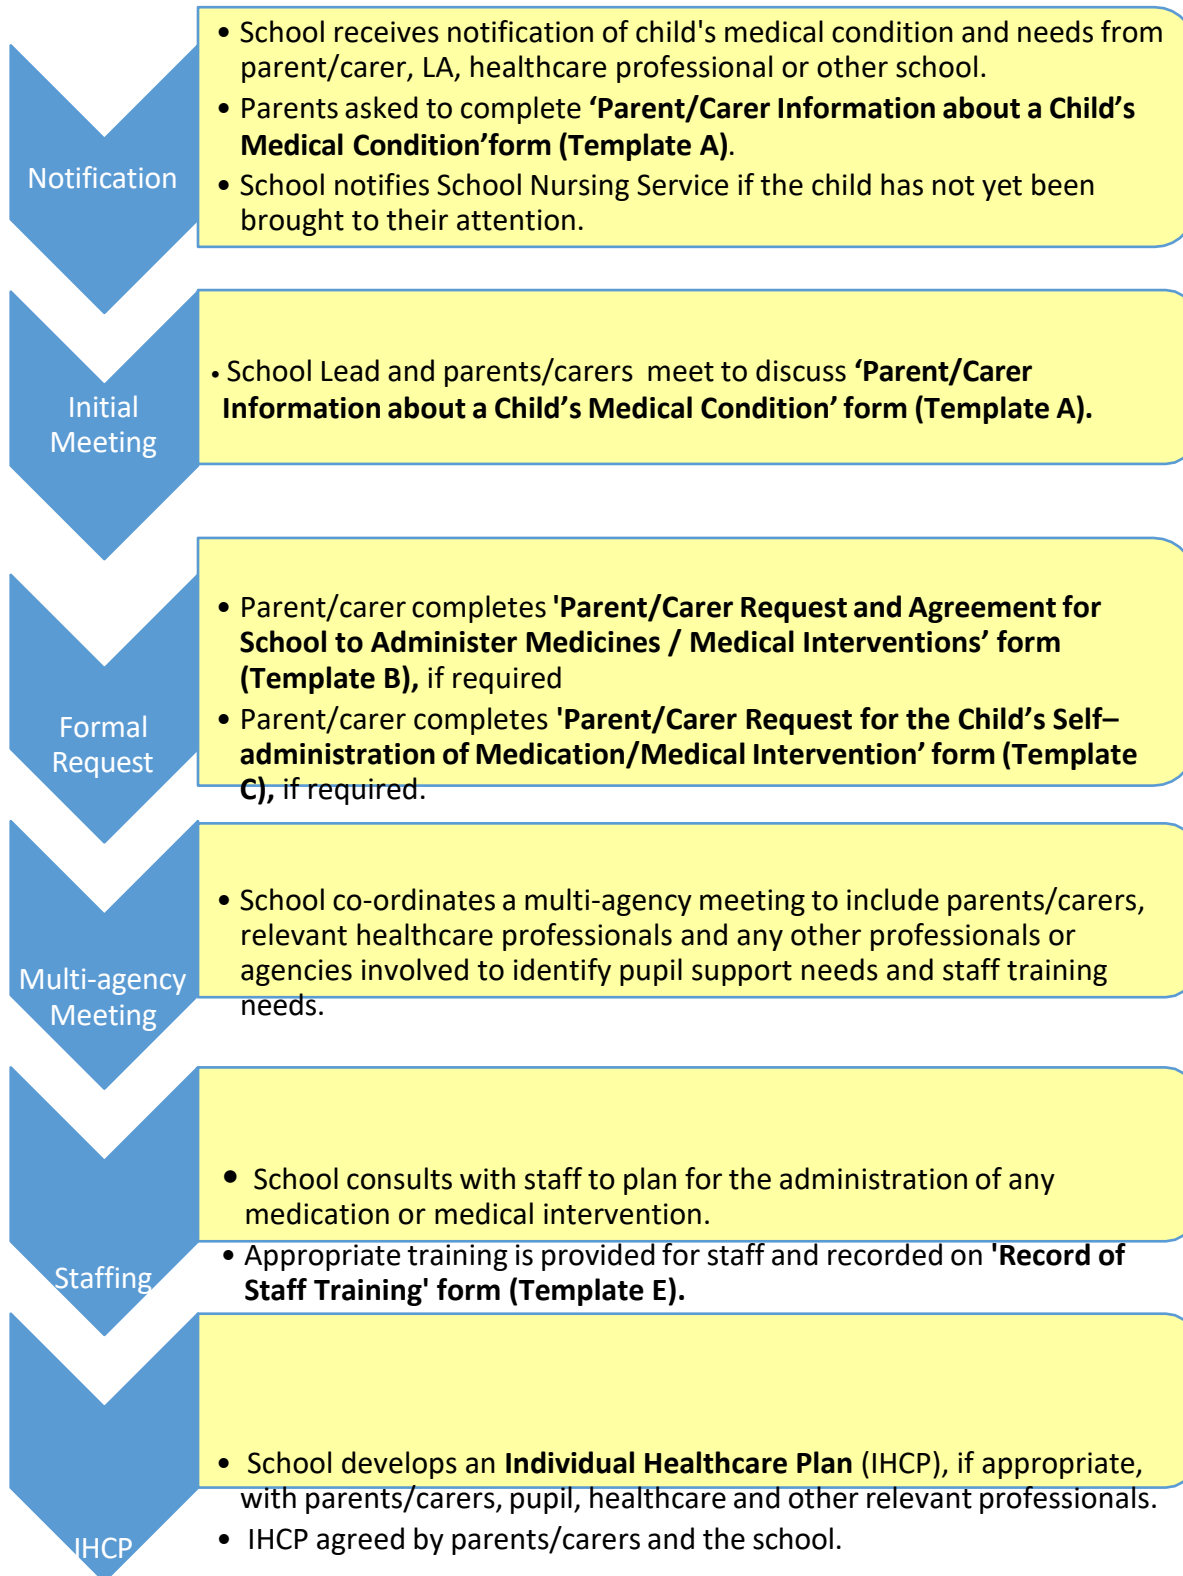 Notification
• School receives notification of child's medical condition and needs from
parent/carer, LA, healthcare professional or other school.
• Parents asked to complete ‘Parent/Carer Information about a Child’s
Medical Condition’form (Template A).
• School notifies School Nursing Service if the child has not yet been
brought to their attention.
Initial
Meeting
• School Lead and parents/carers meet to discuss ‘Parent/Carer
Information about a Child’s Medical Condition’ form (Template A).
Formal
Request
• Parent/carer completes 'Parent/Carer Request and Agreement for
School to Administer Medicines / Medical Interventions’ form
(Template B), if required
• Parent/carer completes 'Parent/Carer Request for the Child’s Self–
administration of Medication/Medical Intervention’ form (Template
C), if required.
Multi-agency
Meeting
• School co-ordinates a multi-agency meeting to include parents/carers,
relevant healthcare professionals and any other professionals or
agencies involved to identify pupil support needs and staff training
needs.
Staffing
• School consults with staff to plan for the administration of any
medication or medical intervention.
• Appropriate training is provided for staff and recorded on 'Record of
Staff Training' form (Template E).
IHCP
• School develops an Individual Healthcare Plan (IHCP), if appropriate,
with parents/carers, pupil, healthcare and other relevant professionals.
• IHCP agreed by parents/carers and the school.